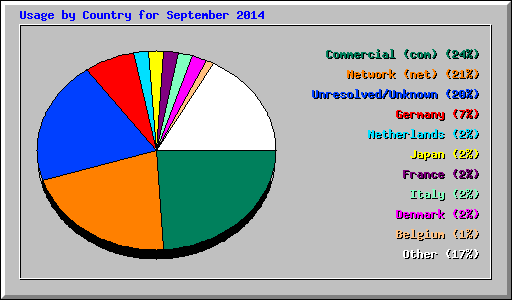 Usage by Country for September 2014
Commercial (com) (24%)
Network (net) (21%)
Unresolved/Unknown (20%)
Germany (7%)
Netherlands (2%)
Japan (2%)
France (2%)
Italy (2%)
Denmark (2%)
Belgium (1%)
Other (17%)